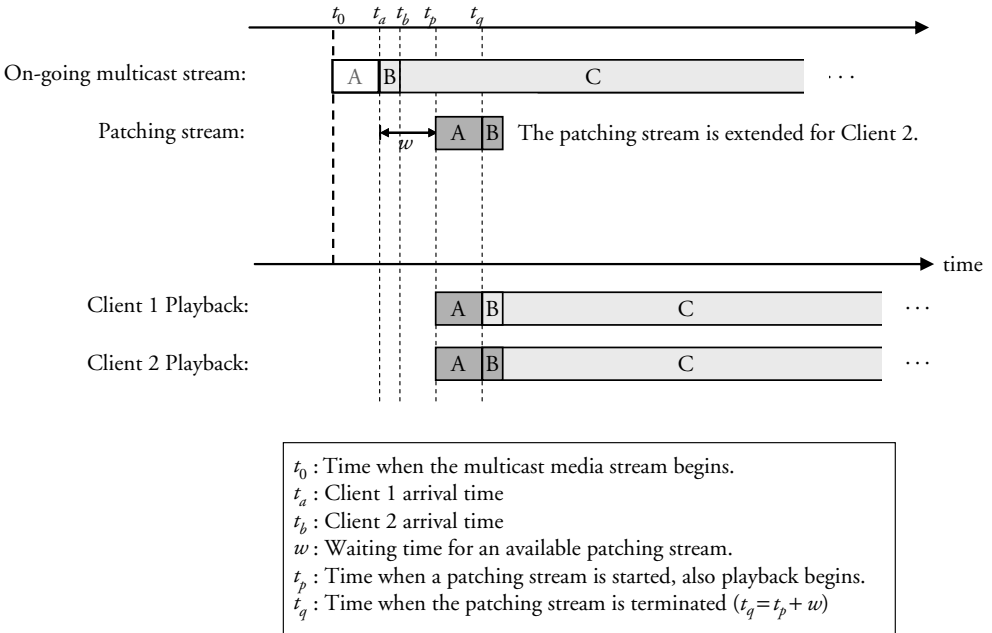 t0 ta tb tp tq
On-going multicast stream: A B C · · ·
Patching stream: w A B The patching stream is extended for Client 2.
time
Client 1 Playback: A B C · · ·
Client 2 Playback: A B C · · ·
t0 : Time when the multicast media stream begins.
ta : Client 1 arrival time
tb : Client 2 arrival time
w : Waiting time for an available patching stream.
tp : Time when a patching stream is started, also playback begins.
tq : Time when the patching stream is terminated (tq=tp+ w)